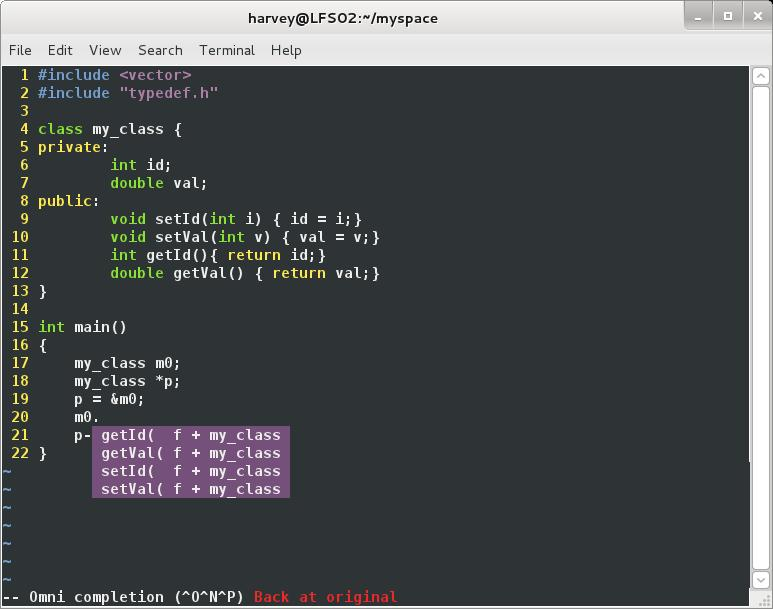 harvey@LFS02:~/myspace
File Edit View Search Terminal Help
1 #include <vector>
2 #include "typedef.h"
3
4 class my_class {
5 private:
6         int id;
7         double val;
8 public:
9         void setId(int i) { id = i;}
10         void setVal(int v) { val = v;}
11         int getId(){ return id;}
12         double getVal() { return val;}
13 }
14
15 int main()
16 {
17     my_class m0;
18     my_class *p;
19     p = &m0;
20     m0.
21     p- getId(  f + my_class
22 }     getVal( f + my_class
~         setId(  f + my_class
~         setVal( f + my_class
~
~
~
~
~
-- Omni completion (^O^N^P) Back at original